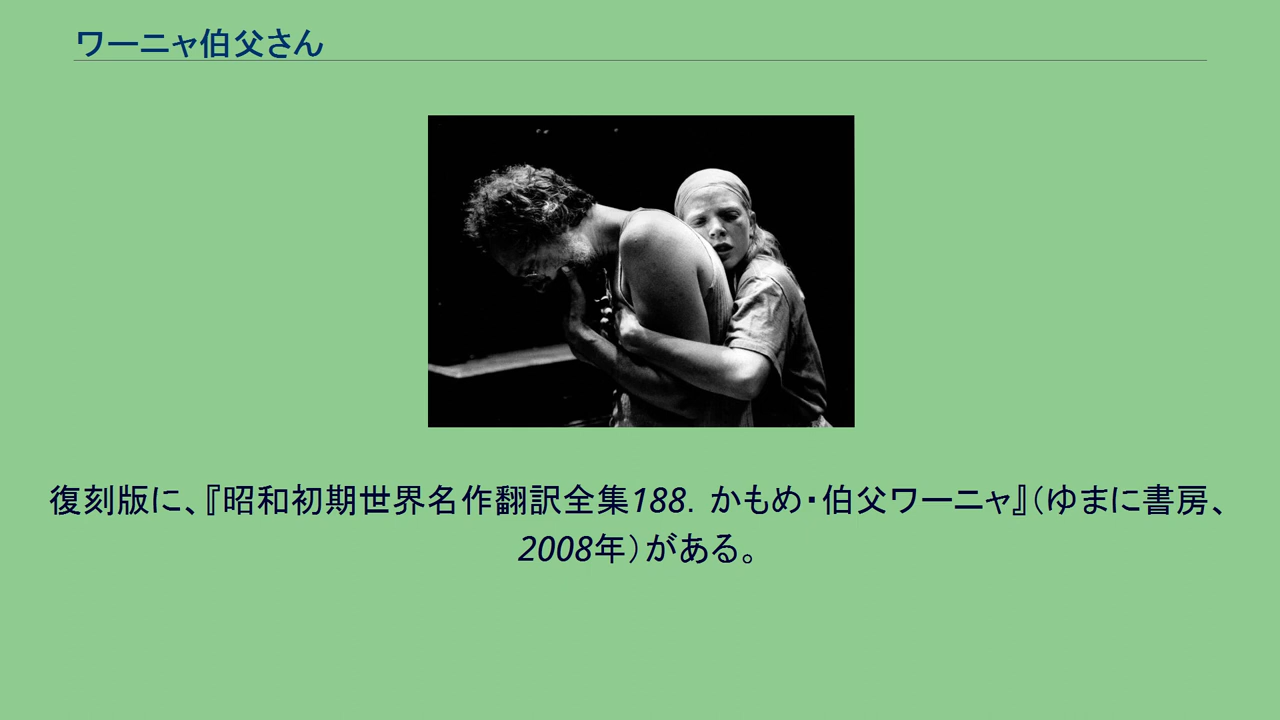 ワーニャ伯父さん
復刻版に、『昭和初期世界名作翻訳全集188. かもめ・伯父ワーニャ』（ゆまに書房、
2008年）がある。